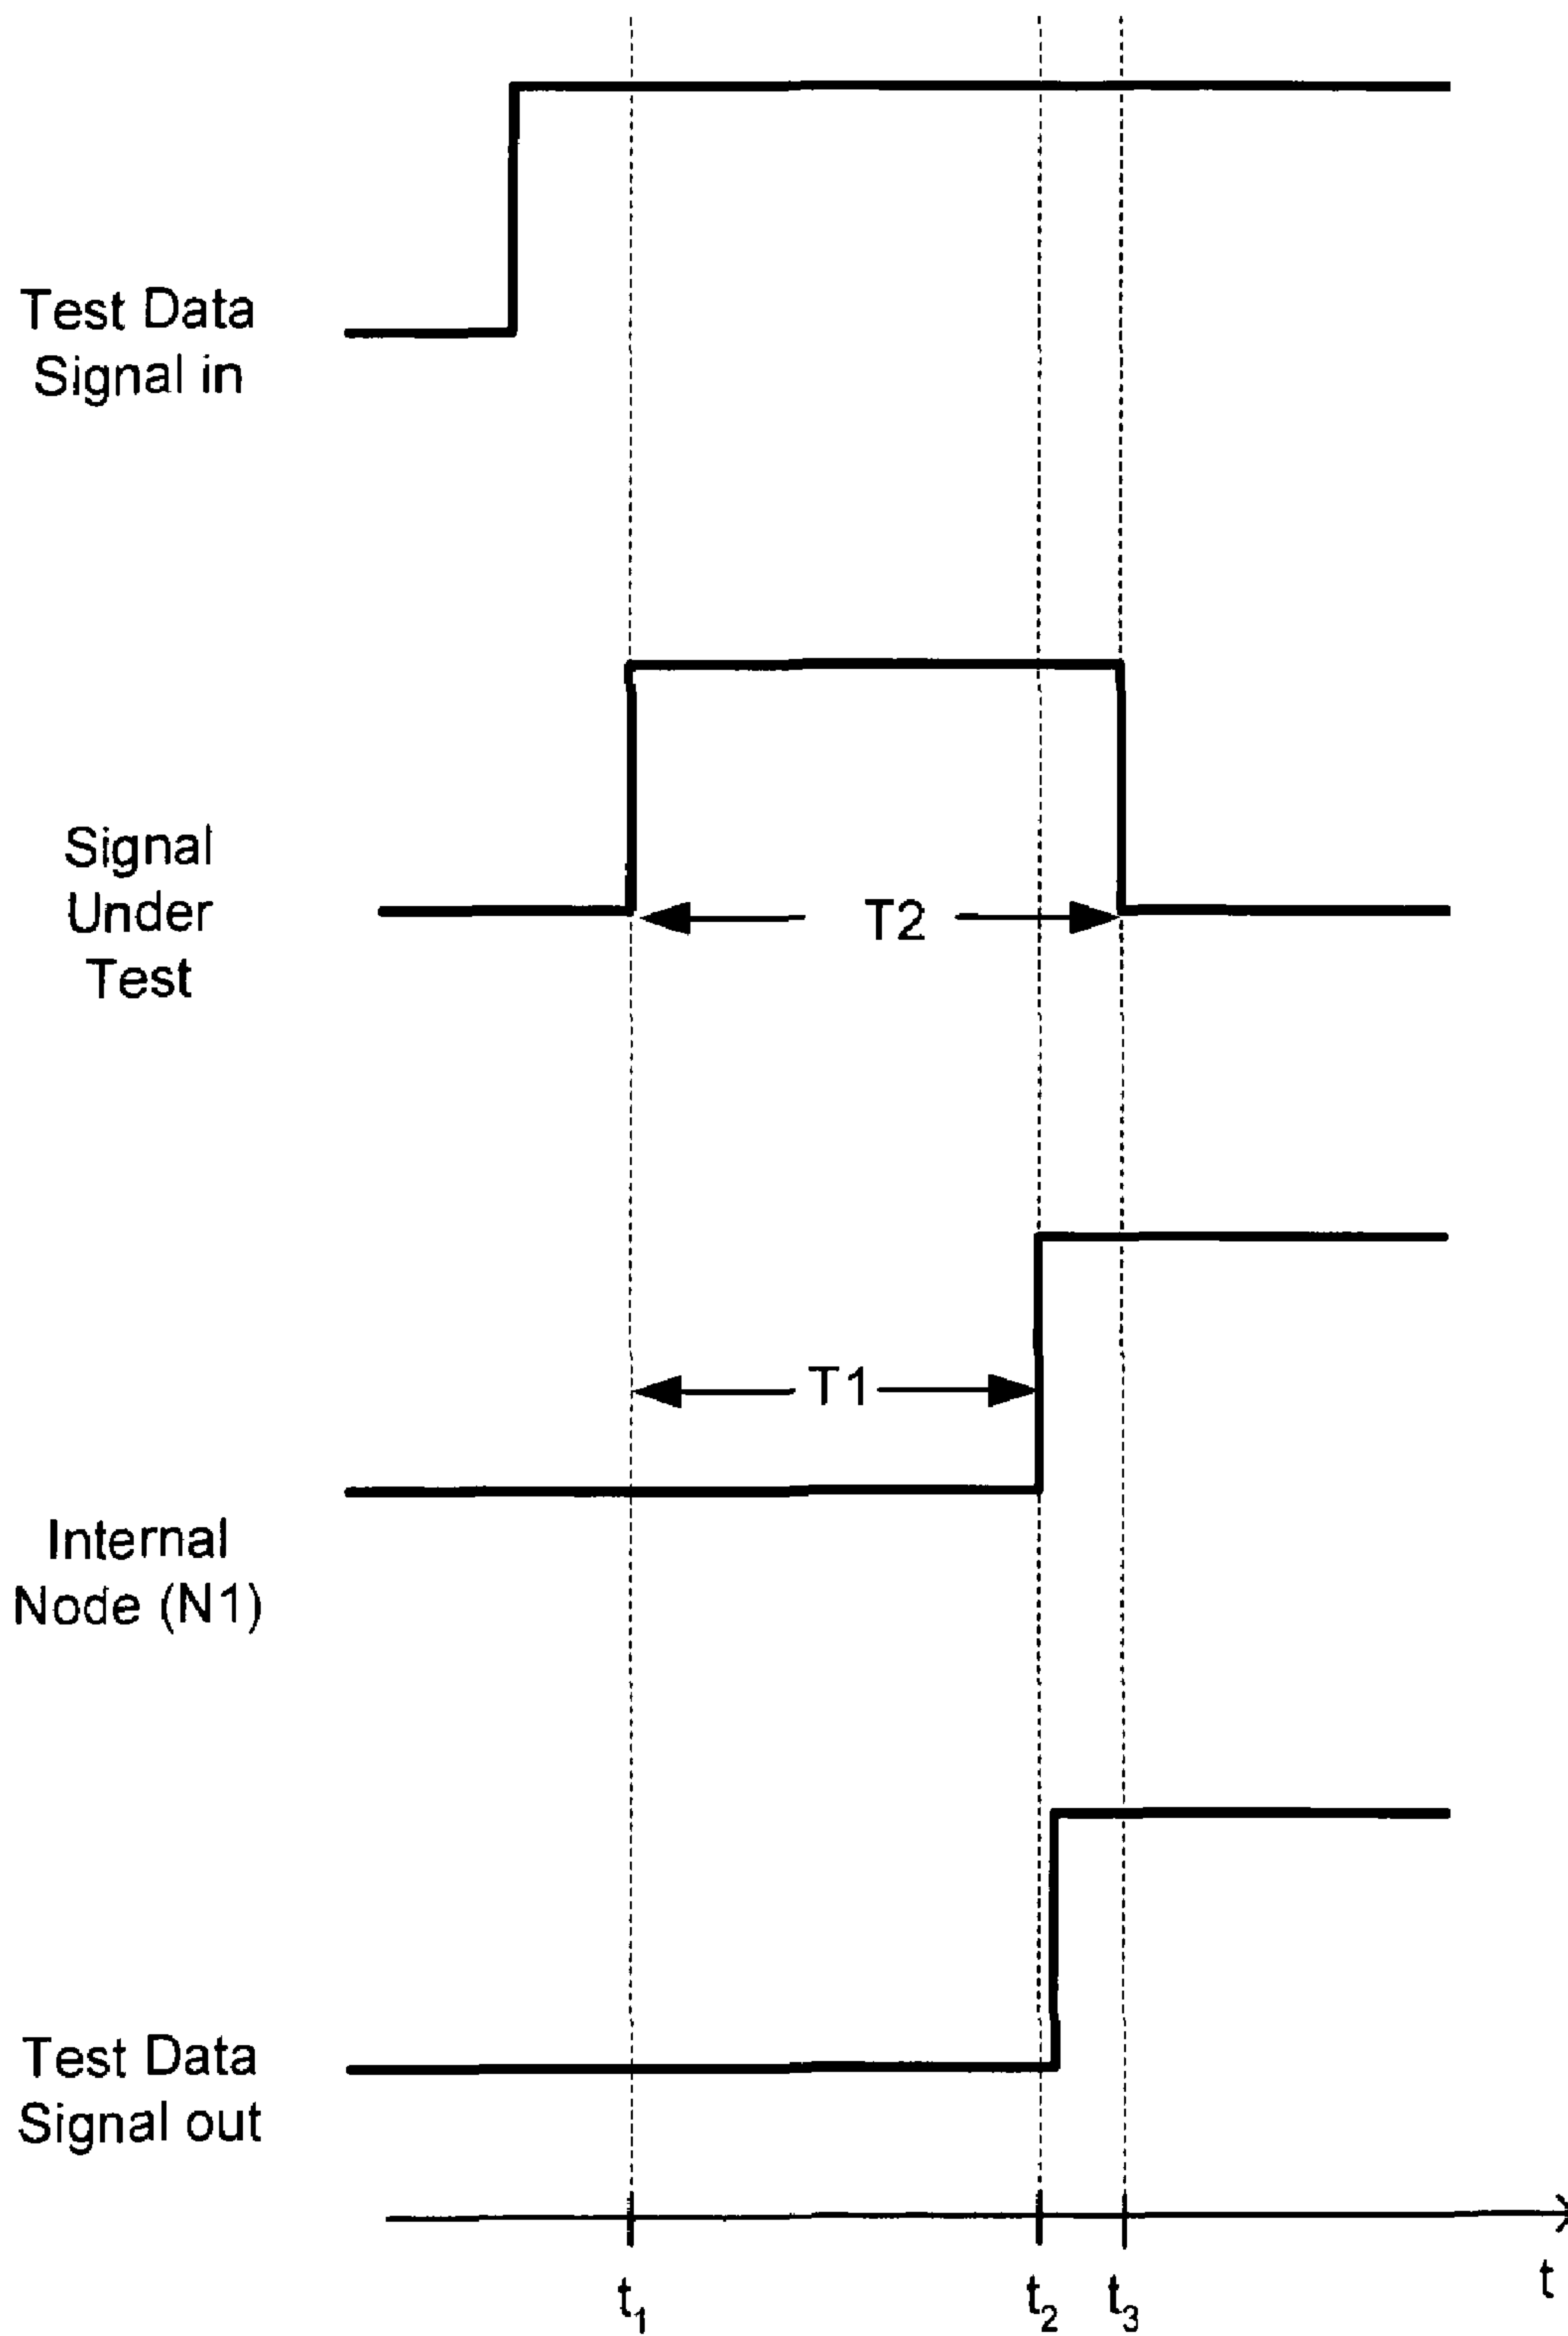 Test Data
Signal in
Signal
Under
Test
T2
T1
Internal
Node (N1)
Test Data
Signal out
t1
t2
t3
t